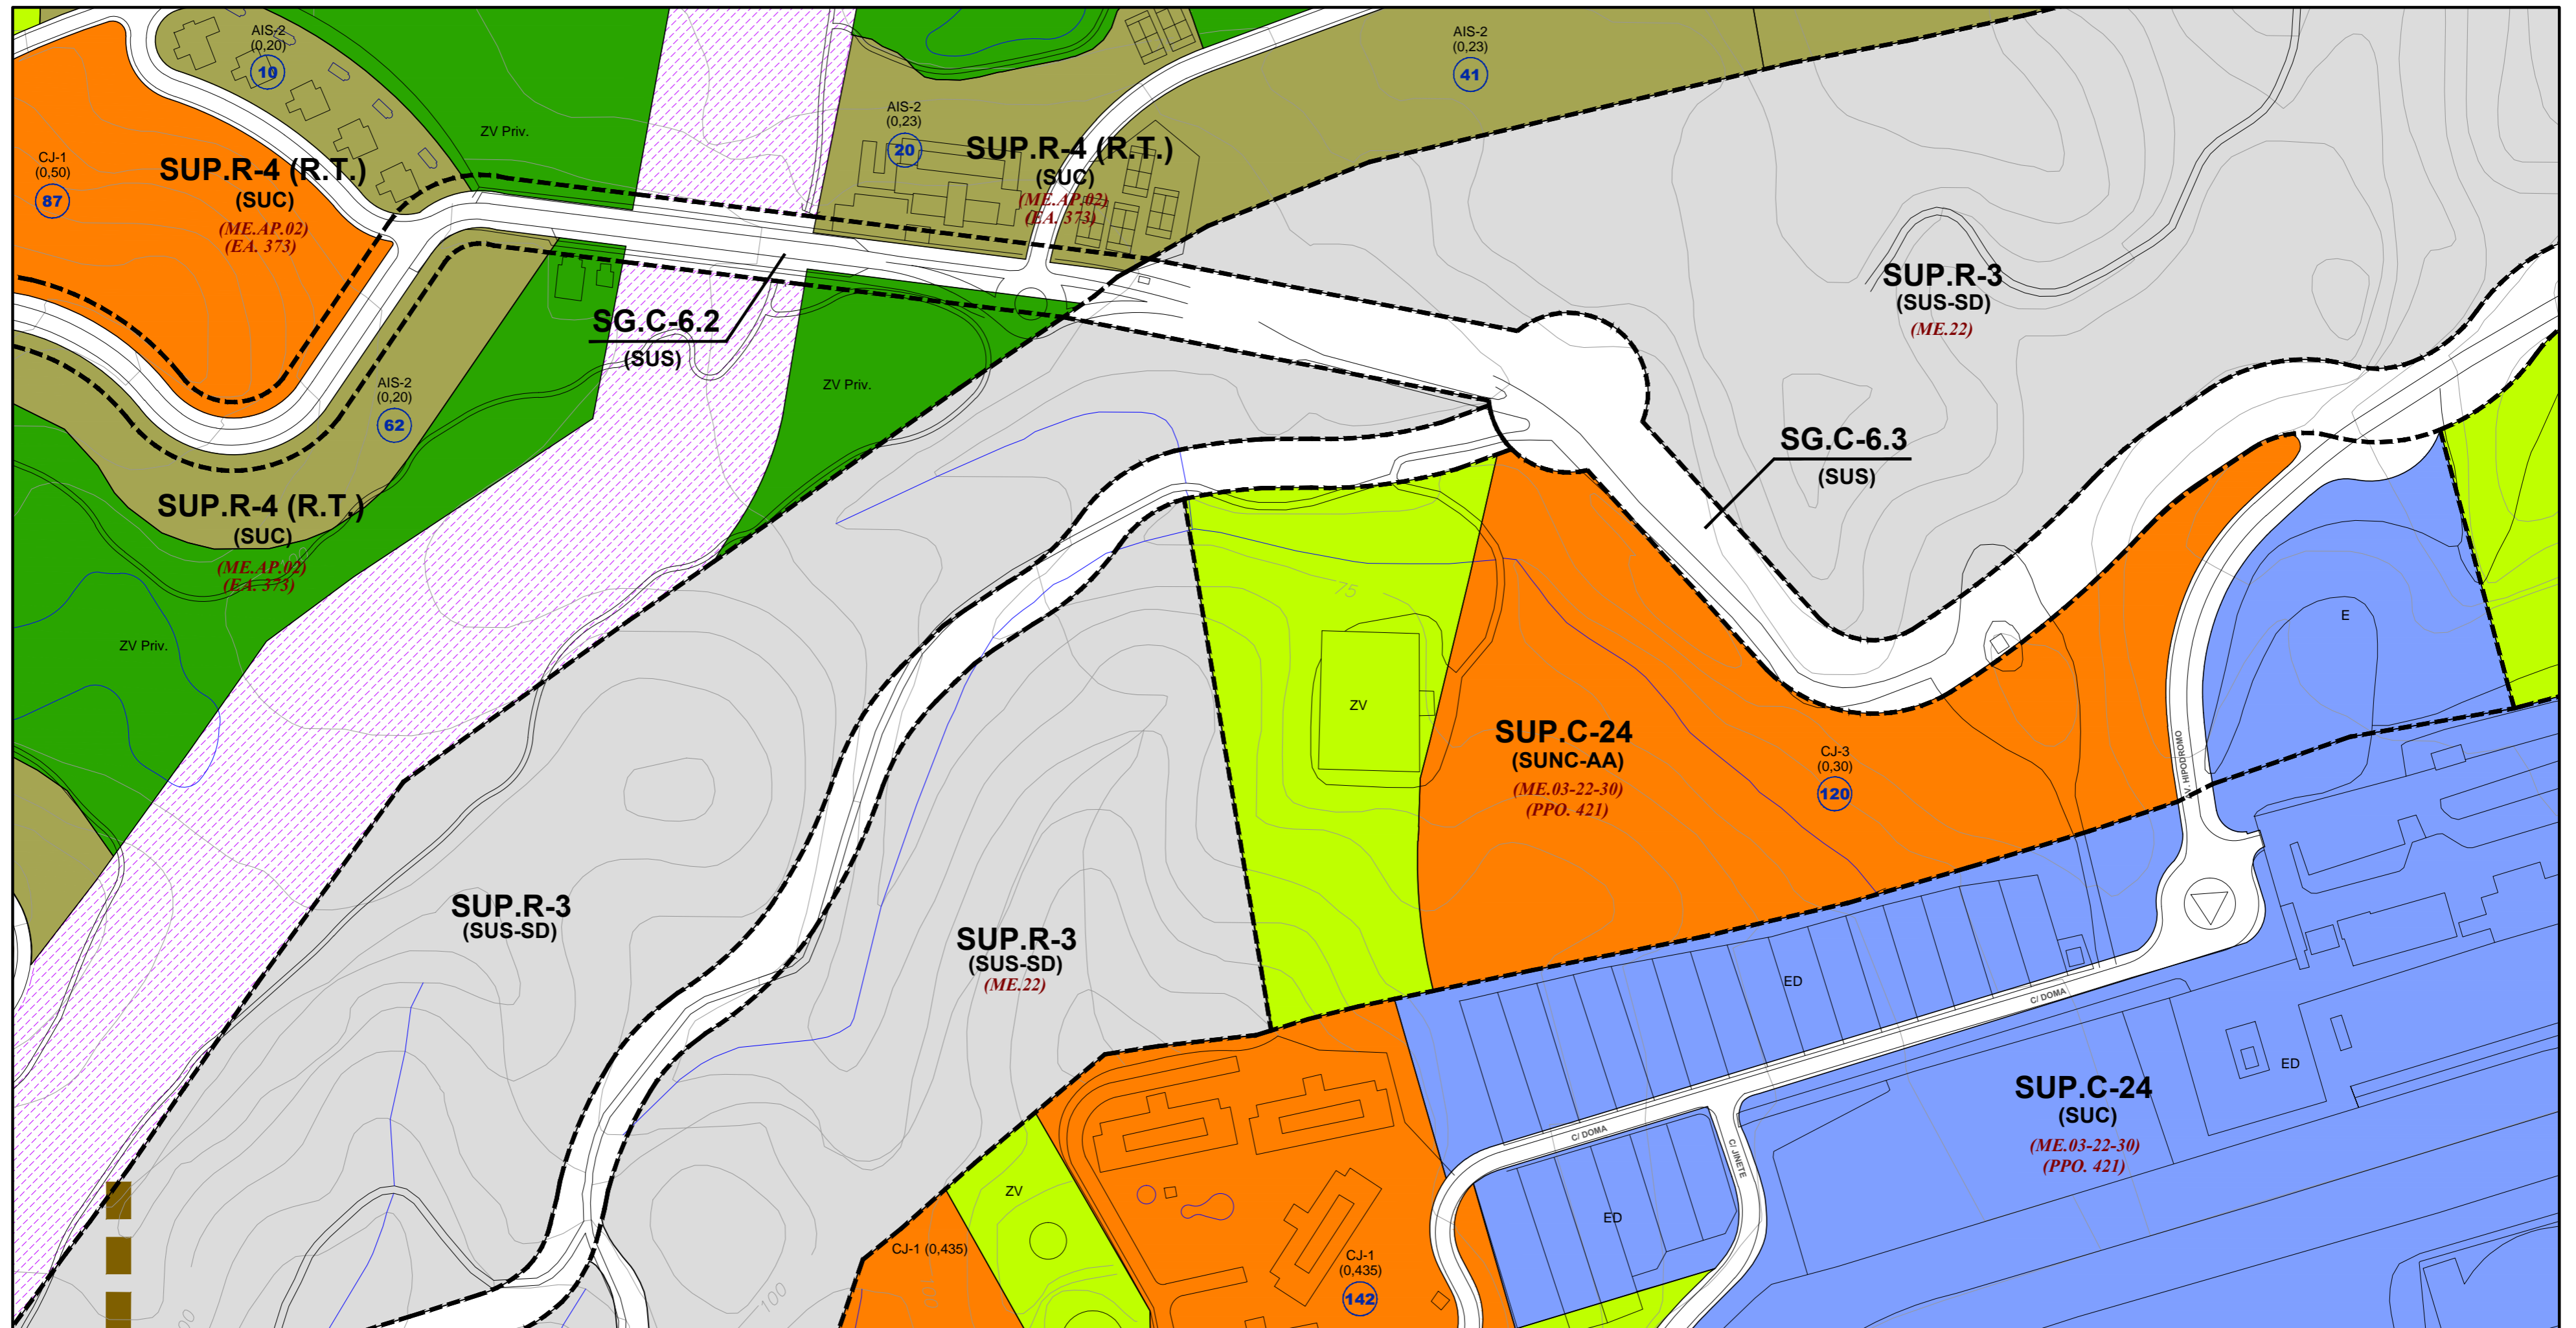 AIS-2
(0,20)
10
AIS-2
(0,23)
41
ZV Priv.
AIS-2
(0,23)
20
CJ-1
(0,50)
87
SUP.R-4 (R.T.)
(SUC)
(ME.AP.02)
(EA. 373)
SUP.R-4 (R.T.)
(SUC)
(ME.AP.02)
(EA. 373)
SUP.R-3
(SUS-SD)
(ME.22)
SG.C-6.2
(SUS)
AIS-2
(0,20)
62
ZV Priv.
SG.C-6.3
(SUS)
SUP.R-4 (R.T.)
(SUC)
(ME.AP.02)
(EA. 373)
75
E
ZV Priv.
ZV
SUP.C-24
(SUNC-AA)
(ME.03-22-30)
(PPO. 421)
CJ-3
(0,30)
120
AV. HIPODROMO
SUP.R-3
(SUS-SD)
SUP.R-3
(SUS-SD)
(ME.22)
ED
C/ DOMA
ED
SUP.C-24
(SUC)
(ME.03-22-30)
(PPO. 421)
C/ DOMA
C/ JINETE
ZV
ED
CJ-1 (0,435)
CJ-1
(0,435)
142
100